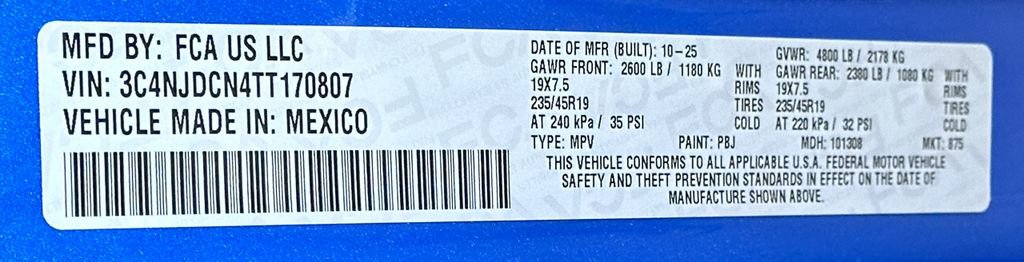 MFD BY: FCA US LLC
VIN: 3C4NJDCN4TT170807
VEHICLE MADE IN: MEXICO
DATE OF MFR (BUILT): 10-25
GVWR: 4800 LB / 2178 KG
GAWR FRONT: 2600 LB / 1180 KG WITH
19X7.5 RIMS
235/45R19 TIRES
AT 240 kPa / 35 PSI COLD
GAWR REAR: 2380 LB / 1080 KG WITH
19X7.5 RIMS
235/45R19 TIRES
AT 220 kPa / 32 PSI COLD
TYPE: MPV PAINT: PBJ MDH: 101308 MKT: 875
THIS VEHICLE CONFORMS TO ALL APPLICABLE U.S.A. FEDERAL MOTOR VEHICLE
SAFETY AND THEFT PREVENTION STANDARDS IN EFFECT ON THE DATE OF
MANUFACTURE SHOWN ABOVE.